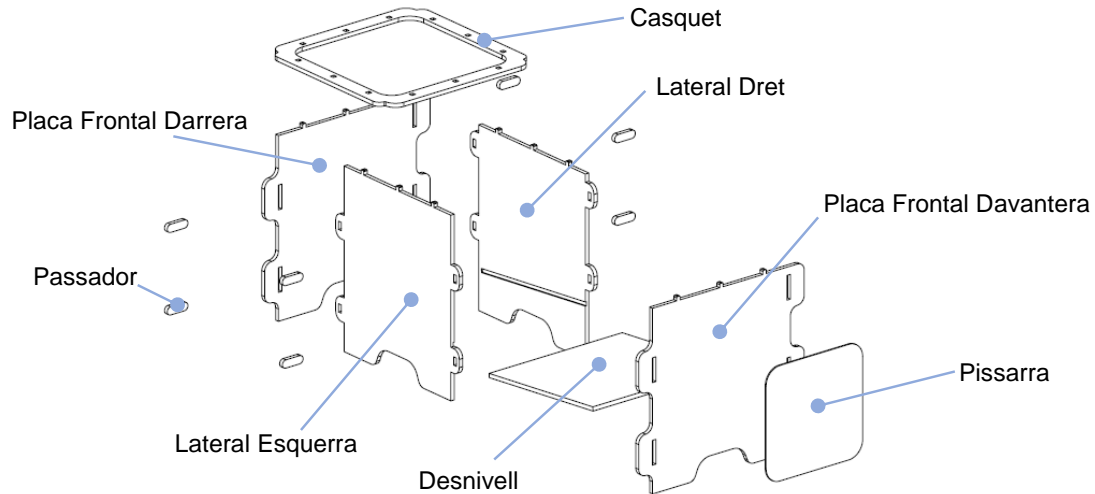 Casquet
Lateral Dret
Placa Frontal Darrera
Placa Frontal Davantera
Passador
Pissarra
Lateral Esquerra
Desnivell